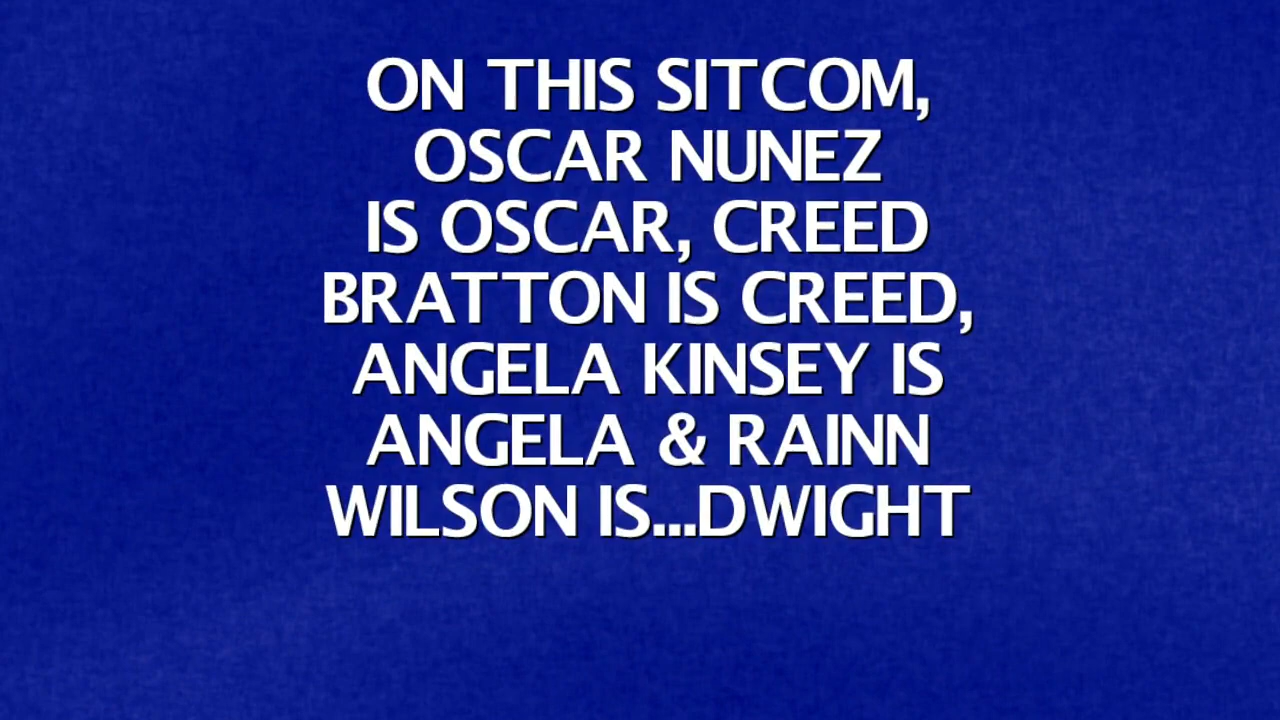 ON THIS SITCOM,
OSCAR NUNEZ
IS OSCAR, CREED
BRATTON IS CREED,
ANGELA KINSEY IS
ANGELA & RAINN
WILSON IS...DWIGHT